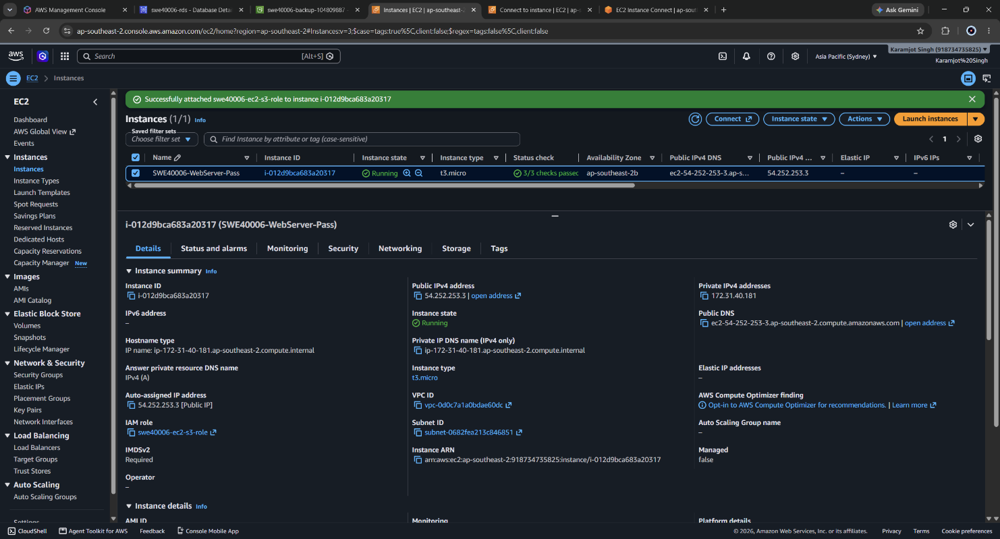 AWS Management Console
swe40006-rds - Database Deta
swe40006-backup-104809887 -
Instances | EC2 | ap-southeast-2
Connect to instance | EC2 | ap-s
EC2 Instance Connect | ap-sout
Ask Gemini
ap-southeast-2.console.aws.amazon.com/ec2/home?region=ap-southeast-2#Instances:v=3;$case=tags:true%5C,client:false;$regex=tags:false%5C,client:false
aws
Search
[Alt+S]
Asia Pacific (Sydney)
Karamjot Singh (918734735825)
Karamjot%20Singh
EC2
Instances
EC2
Dashboard
AWS Global View
Events
Instances
Instances
Instance Types
Launch Templates
Spot Requests
Savings Plans
Reserved Instances
Dedicated Hosts
Capacity Reservations
Capacity Manager New
Images
AMIs
AMI Catalog
Elastic Block Store
Volumes
Snapshots
Lifecycle Manager
Network & Security
Security Groups
Elastic IPs
Placement Groups
Key Pairs
Network Interfaces
Load Balancing
Load Balancers
Target Groups
Trust Stores
Auto Scaling
Auto Scaling Groups
Settings
Successfully attached swe40006-ec2-s3-role to instance i-012d9bca683a20317
Instances (1/1) Info
Connect
Instance state
Actions
Launch instances
Saved filter sets
Choose filter set
Find Instance by attribute or tag (case-sensitive)
1
Name
Instance ID
Instance state
Instance type
Status check
Availability Zone
Public IPv4 DNS
Public IPv4 ...
Elastic IP
IPv6 IPs
SWE40006-WebServer-Pass
i-012d9bca683a20317
Running
t3.micro
3/3 checks passed
ap-southeast-2b
ec2-54-252-253-3.ap-s...
54.252.253.3
–
–
i-012d9bca683a20317 (SWE40006-WebServer-Pass)
Details
Status and alarms
Monitoring
Security
Networking
Storage
Tags
Instance summary Info
Instance ID
i-012d9bca683a20317
Public IPv4 address
54.252.253.3 | open address
Private IPv4 addresses
172.31.40.181
IPv6 address
–
Instance state
Running
Public DNS
ec2-54-252-253-3.ap-southeast-2.compute.amazonaws.com | open address
Hostname type
IP name: ip-172-31-40-181.ap-southeast-2.compute.internal
Private IP DNS name (IPv4 only)
ip-172-31-40-181.ap-southeast-2.compute.internal
Answer private resource DNS name
IPv4 (A)
Instance type
t3.micro
Elastic IP addresses
–
Auto-assigned IP address
54.252.253.3 [Public IP]
VPC ID
vpc-0d0c7a1a0bdae60dc
AWS Compute Optimizer finding
Opt-in to AWS Compute Optimizer for recommendations. | Learn more
IAM role
swe40006-ec2-s3-role
Subnet ID
subnet-0682fea213c846851
Auto Scaling Group name
–
IMDSv2
Required
Instance ARN
arn:aws:ec2:ap-southeast-2:918734735825:instance/i-012d9bca683a20317
Managed
false
Operator
–
Instance details Info
AMI ID
Monitoring
Platform details
CloudShell
Agent Toolkit for AWS
Feedback
Console Mobile App
© 2026, Amazon Web Services, Inc. or its affiliates.
Privacy
Terms
Cookie preferences